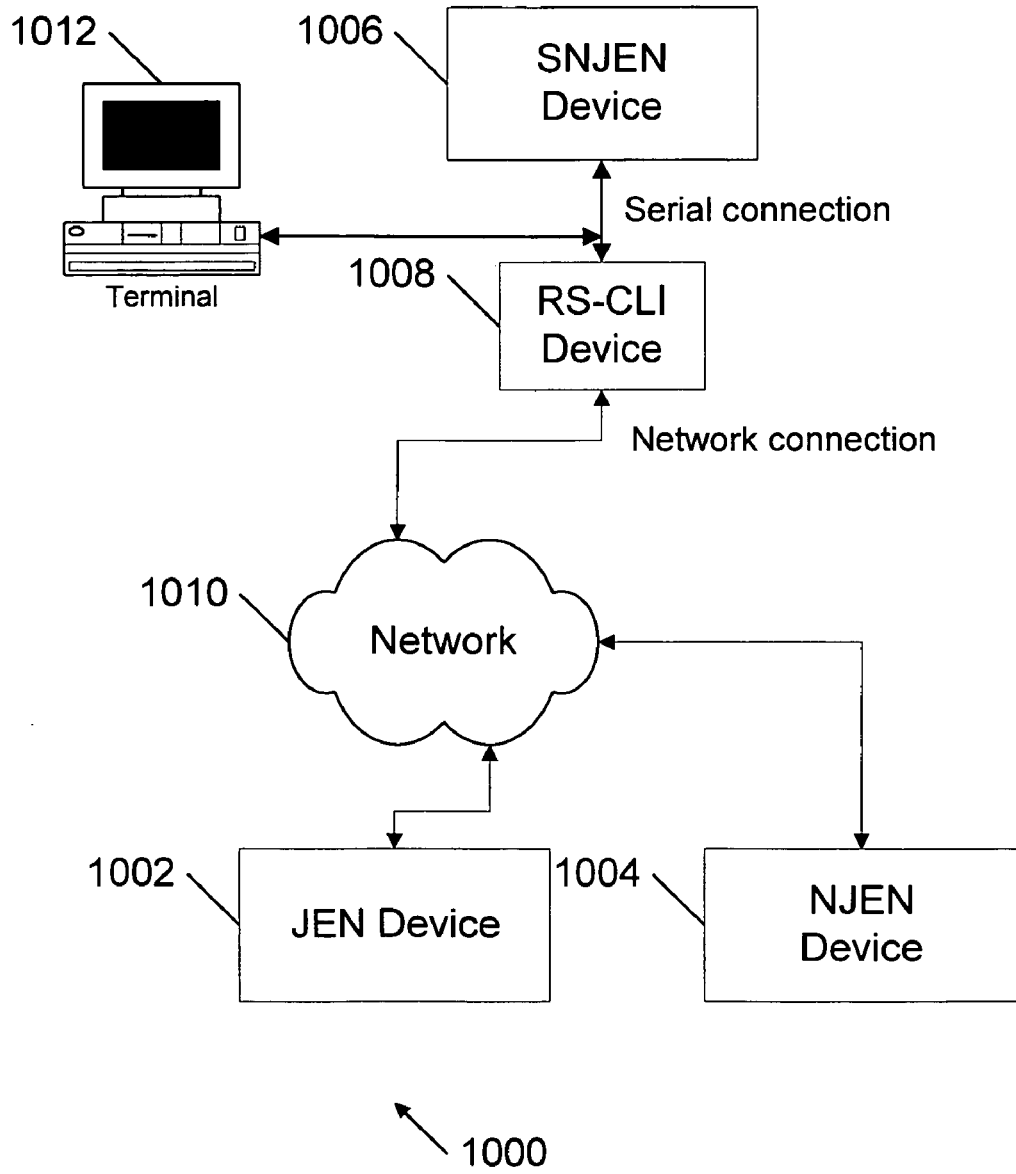 1012
1006
SNJEN
Device
Serial connection
Terminal
1008
RS-CLI
Device
Network connection
1010
Network
1002
JEN Device
1004
NJEN
Device
1000